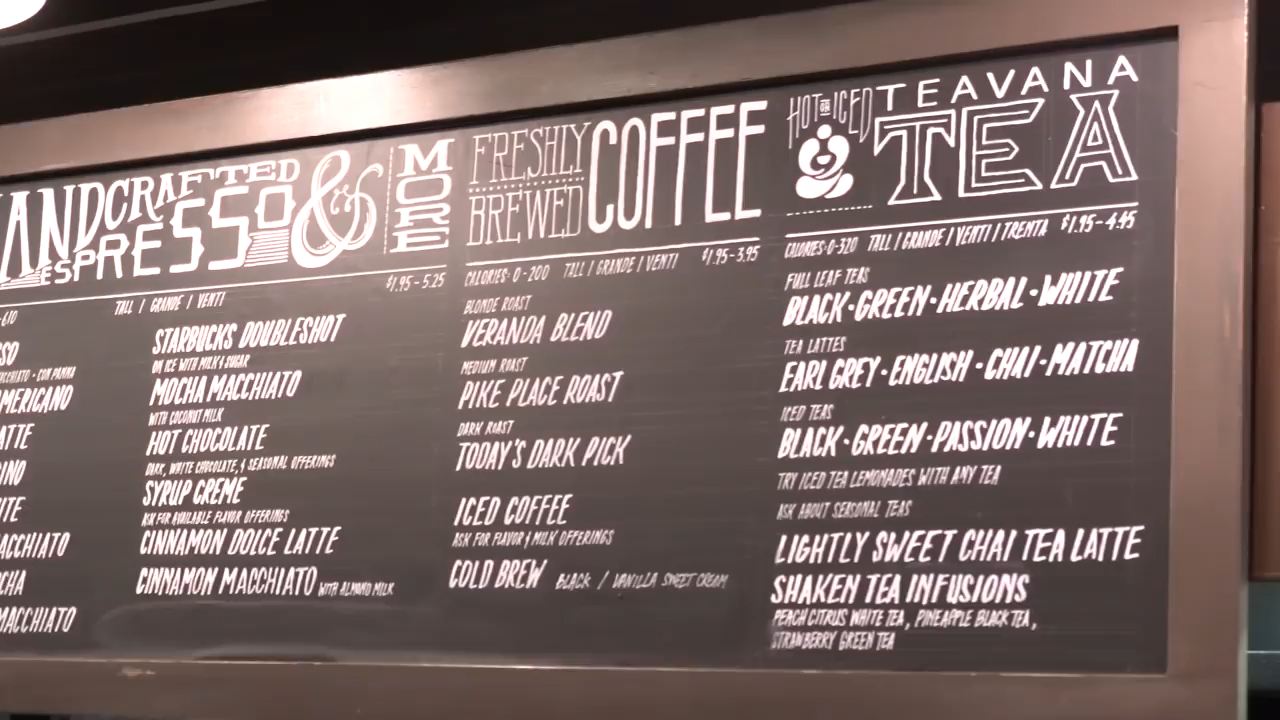 HANDCRAFTED
ESPRESSO & MORE
$1.95-5.25
TALL / GRANDE / VENTI
MACCHIATO
MACCHIATO
STARBUCKS DOUBLESHOT
ON ICE WITH MILK & SUGAR
MOCHA MACCHIATO
WITH COCONUT MILK
HOT CHOCOLATE
DARK, WHITE CHOCOLATE, & SEASONAL OFFERINGS
SYRUP CREME
ASK FOR AVAILABLE FLAVOR OFFERINGS
CINNAMON DOLCE LATTE
CINNAMON MACCHIATO WITH ALMOND MILK
FRESHLY BREWED COFFEE
CALORIES: 0-200 TALL / GRANDE / VENTI $1.95-3.95
BLONDE ROAST
VERANDA BLEND
MEDIUM ROAST
PIKE PLACE ROAST
DARK ROAST
TODAY'S DARK PICK
ICED COFFEE
ASK FOR FLAVOR & MILK OFFERINGS
COLD BREW BLACK / VANILLA SWEET CREAM
HOT OR ICED TEAVANA
TEA
CALORIES: 0-320 TALL / GRANDE / VENTI / TRENTA $1.95-4.45
FULL LEAF TEAS
BLACK·GREEN·HERBAL·WHITE
TEA LATTES
EARL GREY·ENGLISH·CHAI·MATCHA
ICED TEAS
BLACK·GREEN·PASSION·WHITE
TRY ICED TEA LEMONADES WITH ANY TEA
ASK ABOUT SEASONAL TEAS
LIGHTLY SWEET CHAI TEA LATTE
SHAKEN TEA INFUSIONS
PEACH CITRUS WHITE TEA, PINEAPPLE BLACK TEA,
STRAWBERRY GREEN TEA